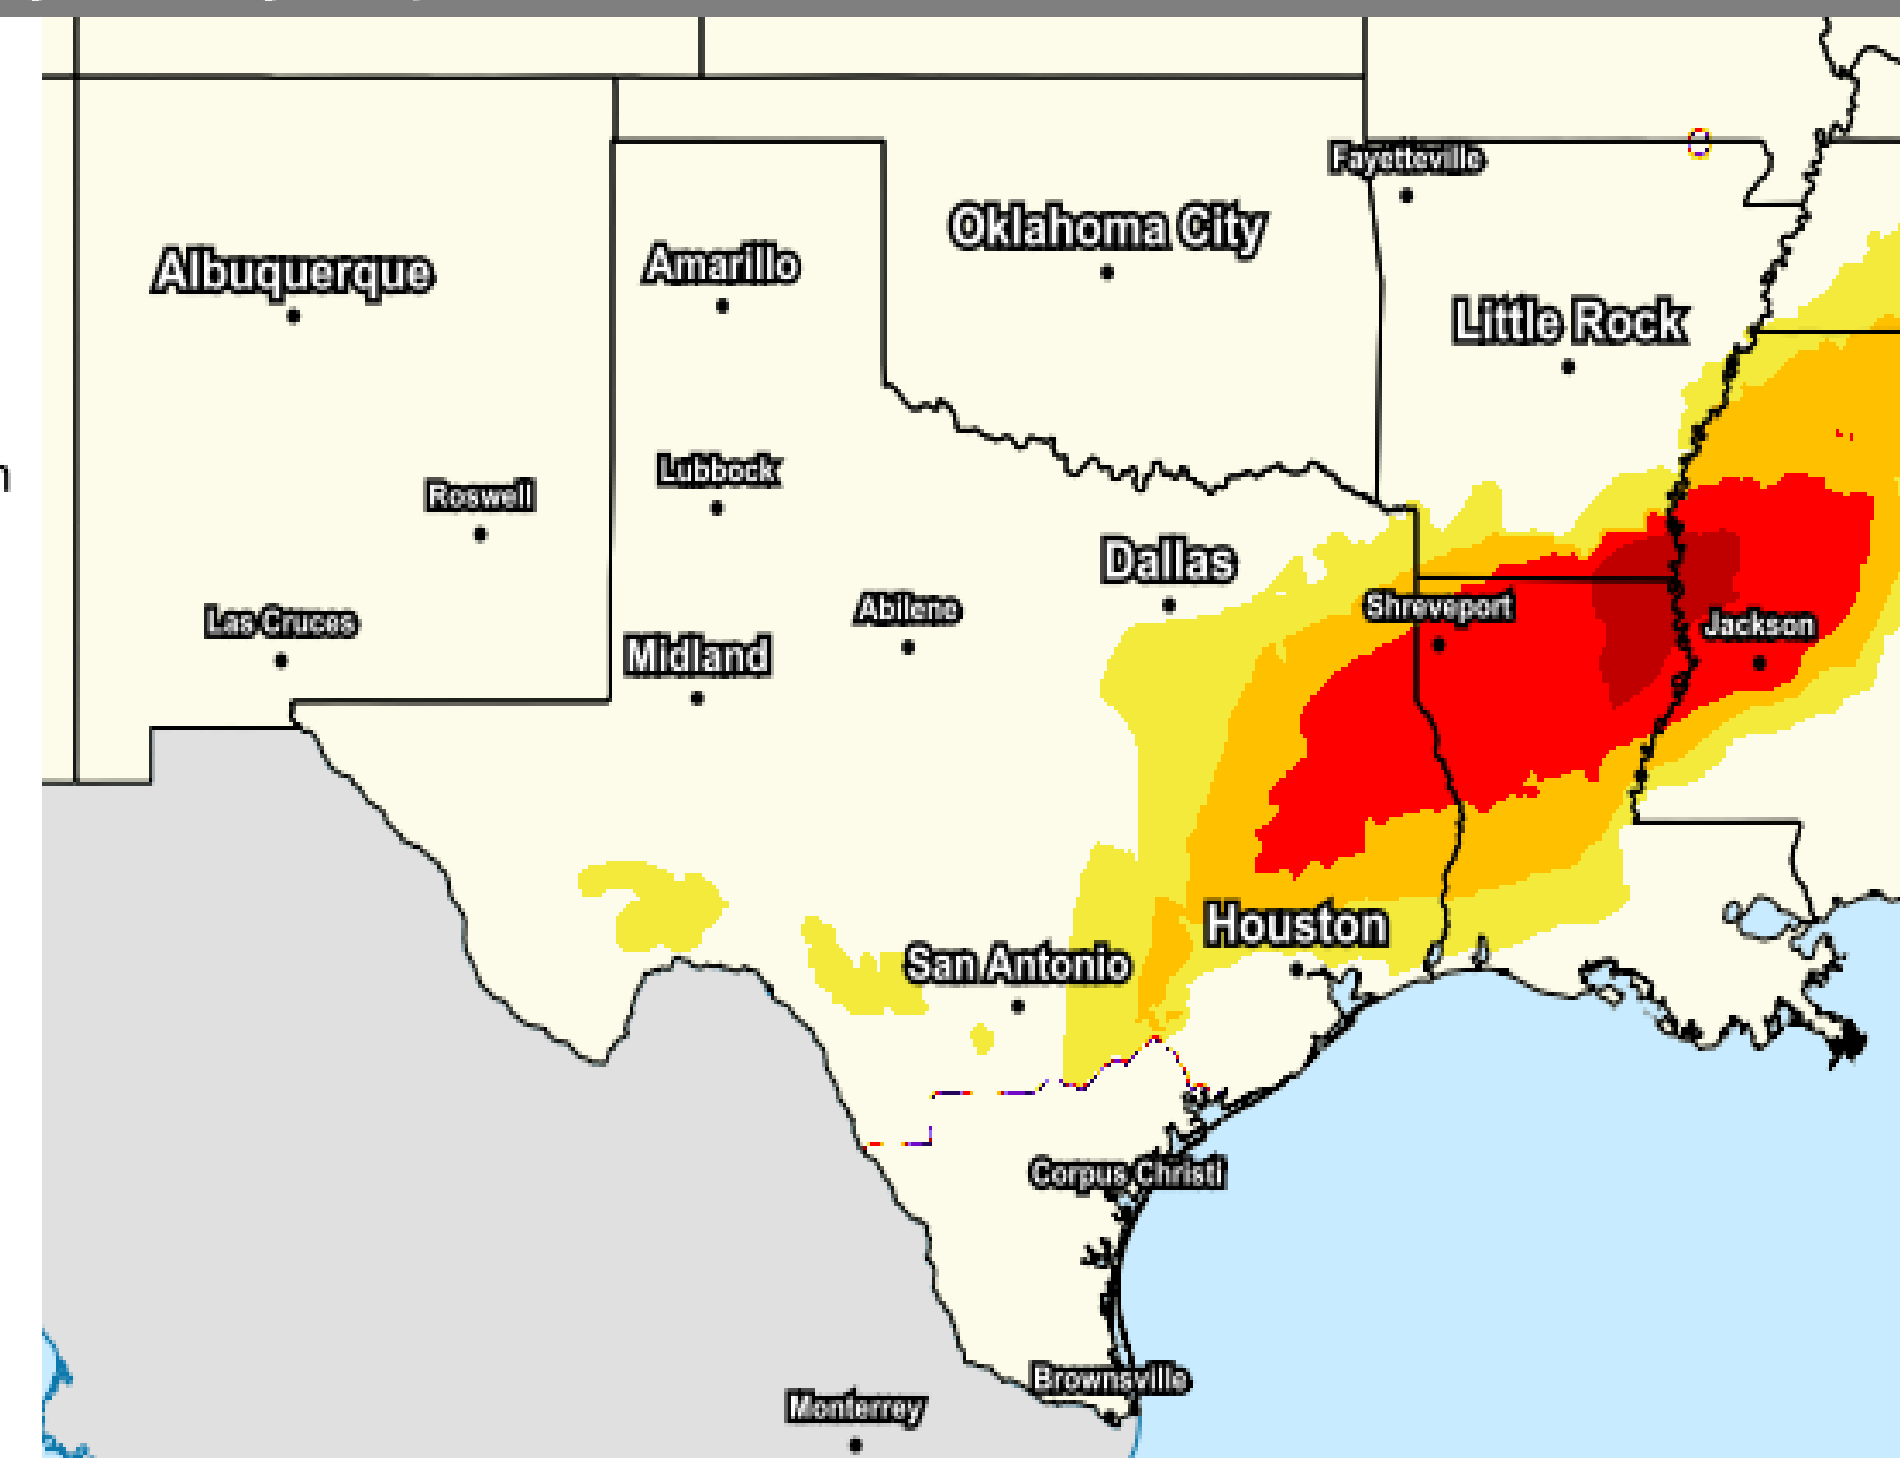 Fayetteville
Oklahoma City
Albuquerque
Amarillo
Little Rock
Lubbock
Roswell
Dallas
Abilene
Shreveport
Las Cruces
Jackson
Midland
Houston
San Antonio
Corpus Christi
Brownsville
Monterrey